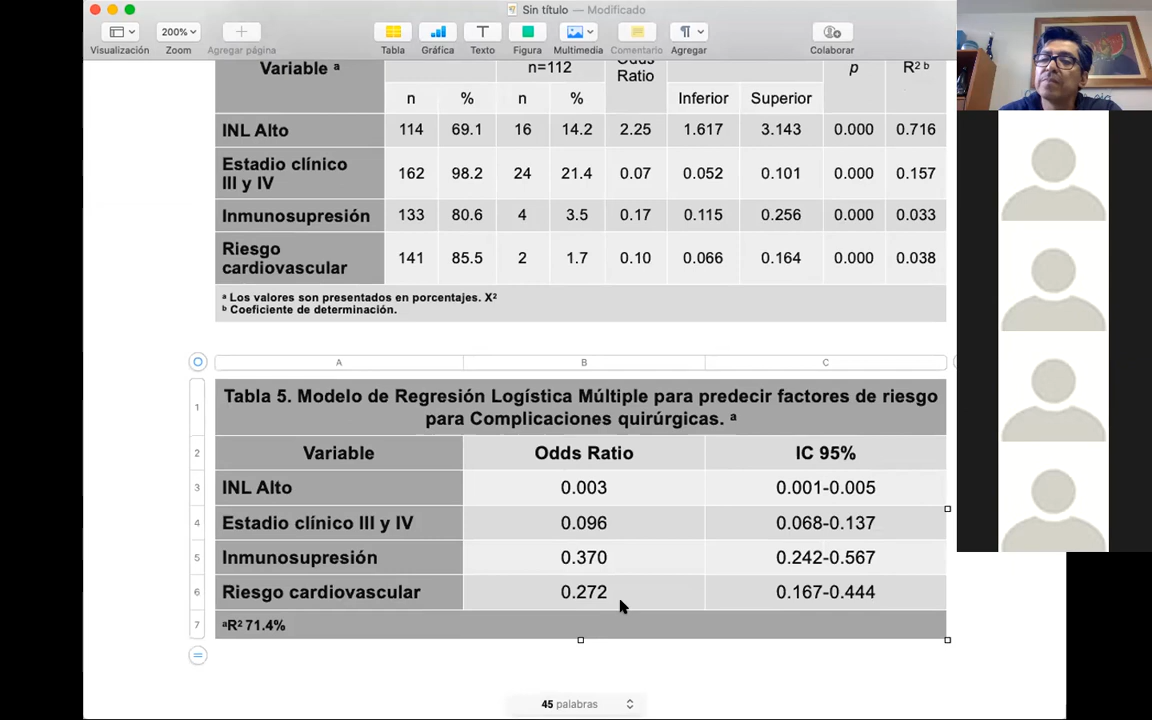 Sin título — Modificado
200%
Visualización Zoom Agregar página Tabla Gráfica Texto Figura Multimedia Comentario Agregar Colaborar
Variable ᵃ n=112 Odds Ratio p R² ᵇ
n % n % Inferior Superior
INL Alto 114 69.1 16 14.2 2.25 1.617 3.143 0.000 0.716
Estadio clínico III y IV 162 98.2 24 21.4 0.07 0.052 0.101 0.000 0.157
Inmunosupresión 133 80.6 4 3.5 0.17 0.115 0.256 0.000 0.033
Riesgo cardiovascular 141 85.5 2 1.7 0.10 0.066 0.164 0.000 0.038
ᵃ Los valores son presentados en porcentajes. X²
ᵇ Coeficiente de determinación.
A B C
1 Tabla 5. Modelo de Regresión Logística Múltiple para predecir factores de riesgo
para Complicaciones quirúrgicas. ᵃ
2 Variable Odds Ratio IC 95%
3 INL Alto 0.003 0.001-0.005
4 Estadio clínico III y IV 0.096 0.068-0.137
5 Inmunosupresión 0.370 0.242-0.567
6 Riesgo cardiovascular 0.272 0.167-0.444
7 ᵃR² 71.4%
45 palabras